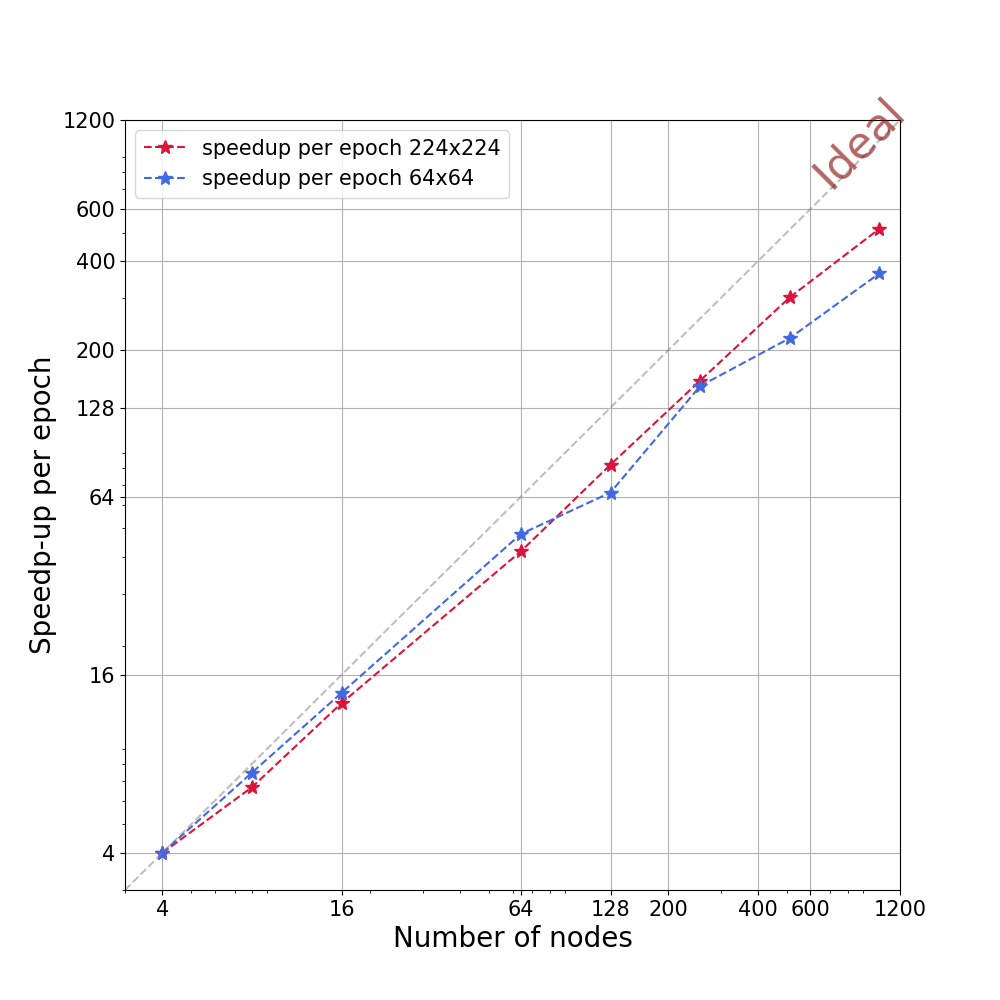 Ideal
1200
speedup per epoch 224x224
speedup per epoch 64x64
600
400
200
128
64
16
4
Speedp-up per epoch
4 16 64 128 200 400 600 1200
Number of nodes